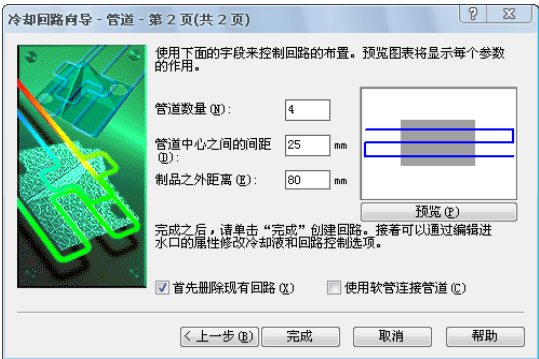 冷却回路向导 - 管道 - 第 2 页(共 2 页)
使用下面的字段来控制回路的布置。预览图表将显示每个参数
的作用。
管道数量(N):
4
管道中心之间的间距
(D):
25 mm
制品之外距离(E):
80 mm
预览(P)
完成之后，请单击“完成”创建回路。接着可以通过编辑进
水口的属性修改冷却液和回路控制选项。
首先删除现有回路(X)
使用软管连接管道(C)
< 上一步(B)
完成
取消
帮助